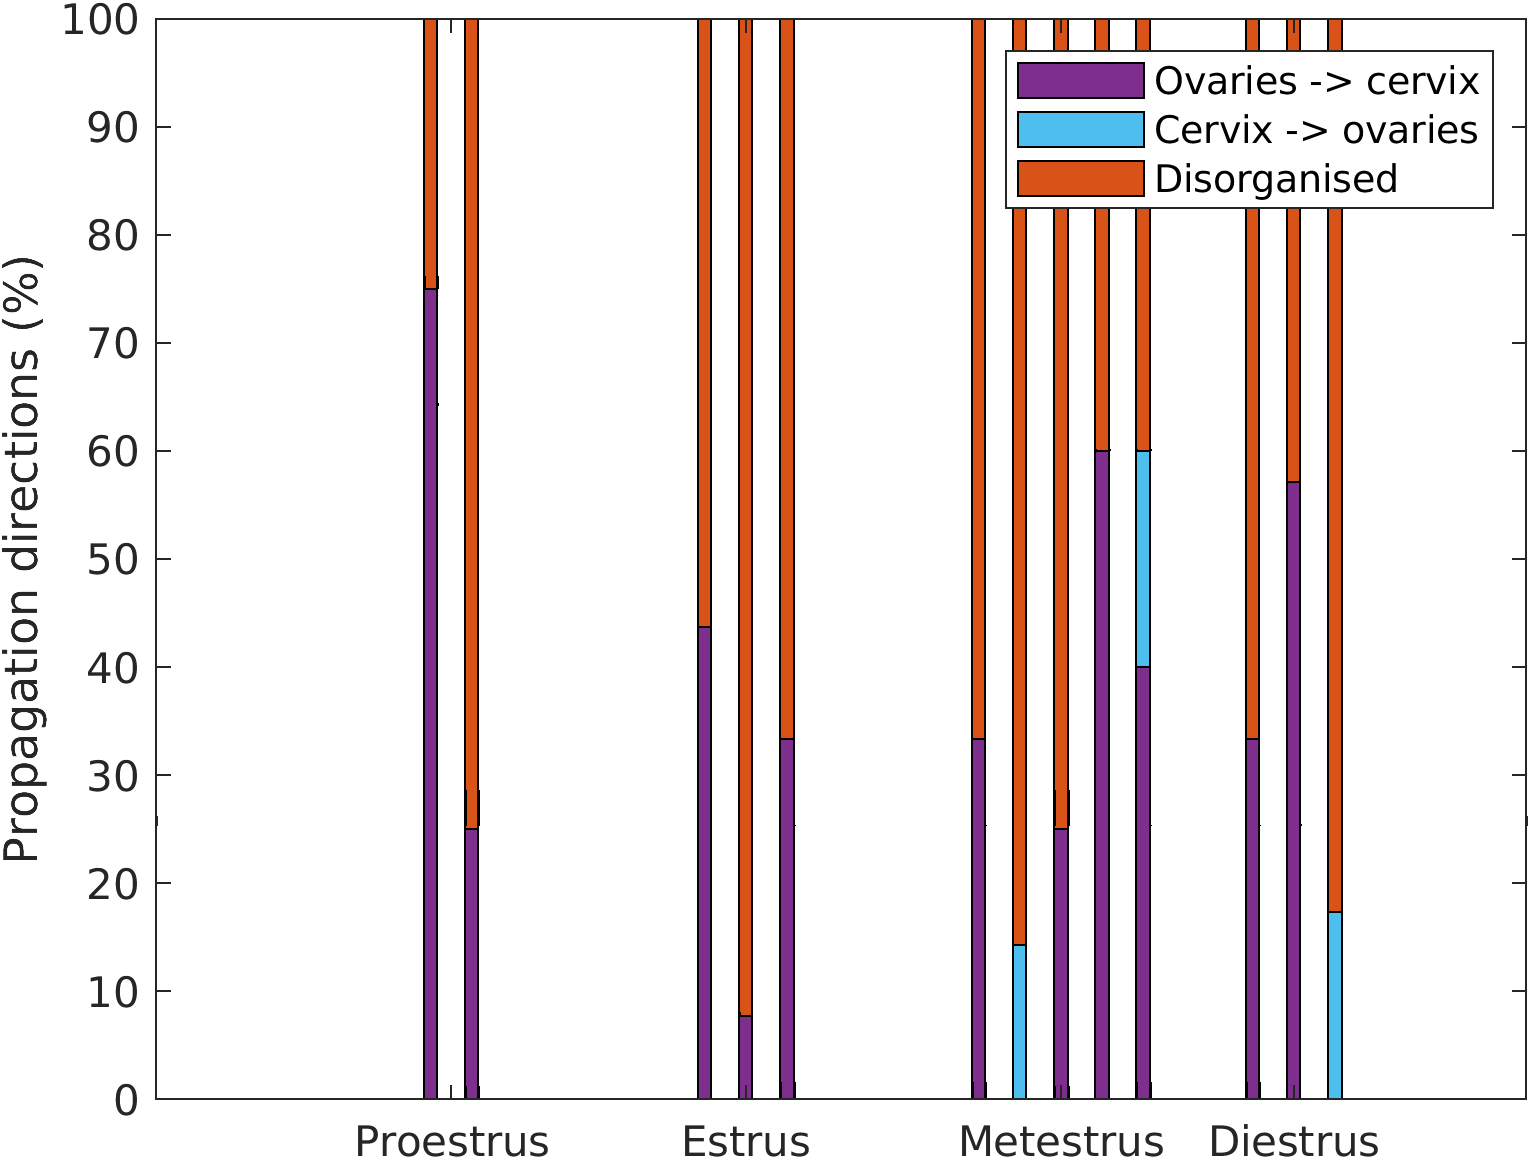 Propagation directions (%)
100
90
80
70
60
50
40
30
20
10
0
Ovaries -> cervix
Cervix -> ovaries
Disorganised
Proestrus Estrus Metestrus Diestrus